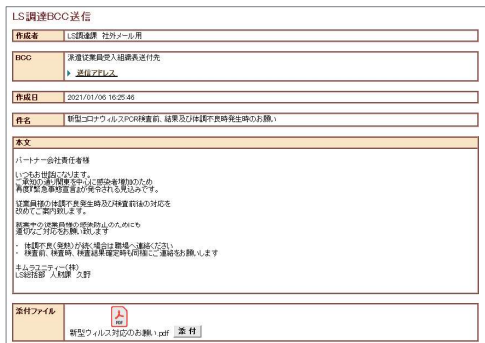 LS調達BCC送信
作成者 LS調達課 社外メール用
BCC 派遣従業員受入組織表送付先
送信アドレス
作成日 2021/01/06 16:25:46
件名 新型コロナウィルスPCR検査前、結果及び体調不良時発生時のお願い
本文
パートナー会社責任者様
いつもお世話になります。
ご承知の通り関東を中心に感染者増加のため
再度『緊急事態宣言』が発令される見込みです。
従業員様の体調不良発生時及び検査前後の対応を
改めてご案内致します。
就業中の従業員様の感染防止のためにも
適切なご対応をお願い致します
・ 体調不良(発熱)が続く場合は職場へ連絡ください
・ 検査前、検査時、検査結果確定時も同様にご連絡をお願いします
キムラユニティー(株)
LS総括部 人財課 久野
添付ファイル
PDF
新型ウィルス対応のお願い.pdf 添付